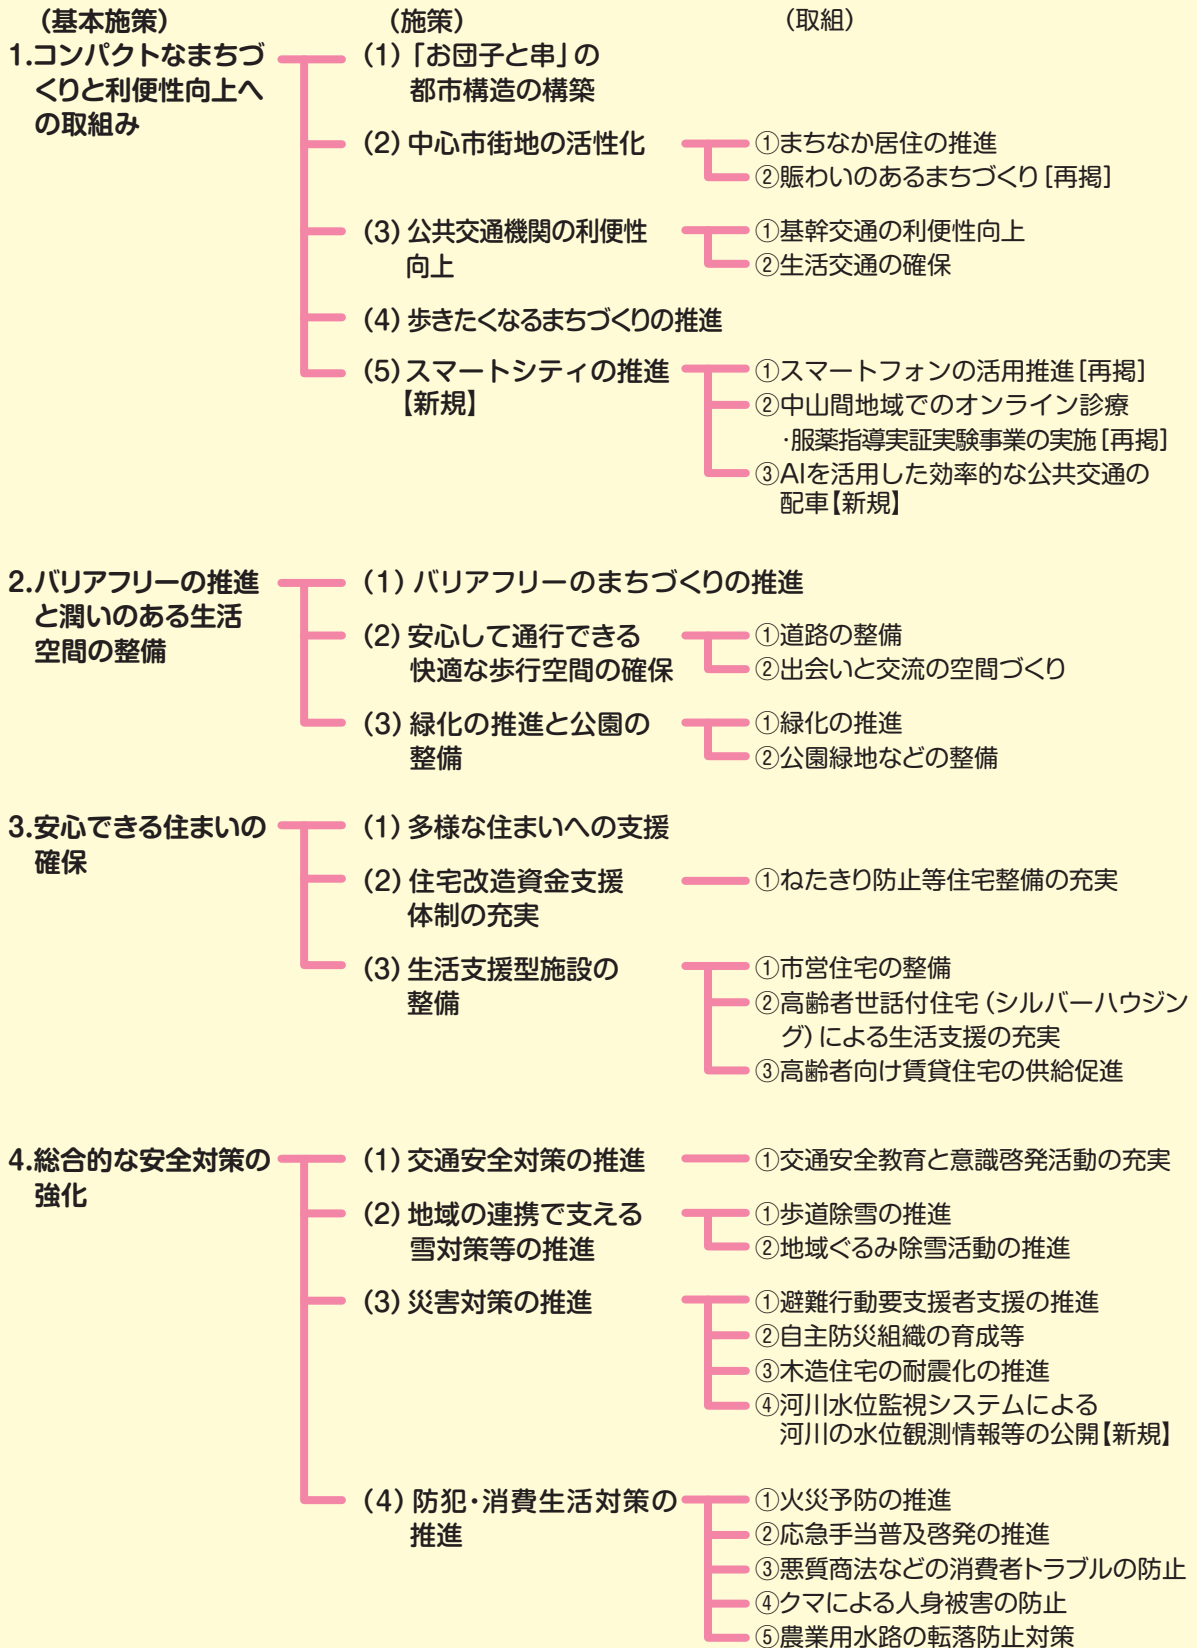 （基本施策）
（施策）
（取組）
1.コンパクトなまちづ
くりと利便性向上へ
の取組み
（1）「お団子と串」の
都市構造の構築
（2）中心市街地の活性化
①まちなか居住の推進
②賑わいのあるまちづくり［再掲］
（3）公共交通機関の利便性
向上
①基幹交通の利便性向上
②生活交通の確保
（4）歩きたくなるまちづくりの推進
（5）スマートシティの推進
【新規】
①スマートフォンの活用推進［再掲］
②中山間地域でのオンライン診療
・服薬指導実証実験事業の実施［再掲］
③AIを活用した効率的な公共交通の
配車【新規】
2.バリアフリーの推進
と潤いのある生活
空間の整備
（1）バリアフリーのまちづくりの推進
（2）安心して通行できる
快適な歩行空間の確保
①道路の整備
②出会いと交流の空間づくり
（3）緑化の推進と公園の
整備
①緑化の推進
②公園緑地などの整備
3.安心できる住まいの
確保
（1）多様な住まいへの支援
（2）住宅改造資金支援
体制の充実
①ねたきり防止等住宅整備の充実
（3）生活支援型施設の
整備
①市営住宅の整備
②高齢者世話付住宅（シルバーハウジン
グ）による生活支援の充実
③高齢者向け賃貸住宅の供給促進
4.総合的な安全対策の
強化
（1）交通安全対策の推進
①交通安全教育と意識啓発活動の充実
（2）地域の連携で支える
雪対策等の推進
①歩道除雪の推進
②地域ぐるみ除雪活動の推進
（3）災害対策の推進
①避難行動要支援者支援の推進
②自主防災組織の育成等
③木造住宅の耐震化の推進
④河川水位監視システムによる
河川の水位観測情報等の公開【新規】
（4）防犯・消費生活対策の
推進
①火災予防の推進
②応急手当普及啓発の推進
③悪質商法などの消費者トラブルの防止
④クマによる人身被害の防止
⑤農業用水路の転落防止対策